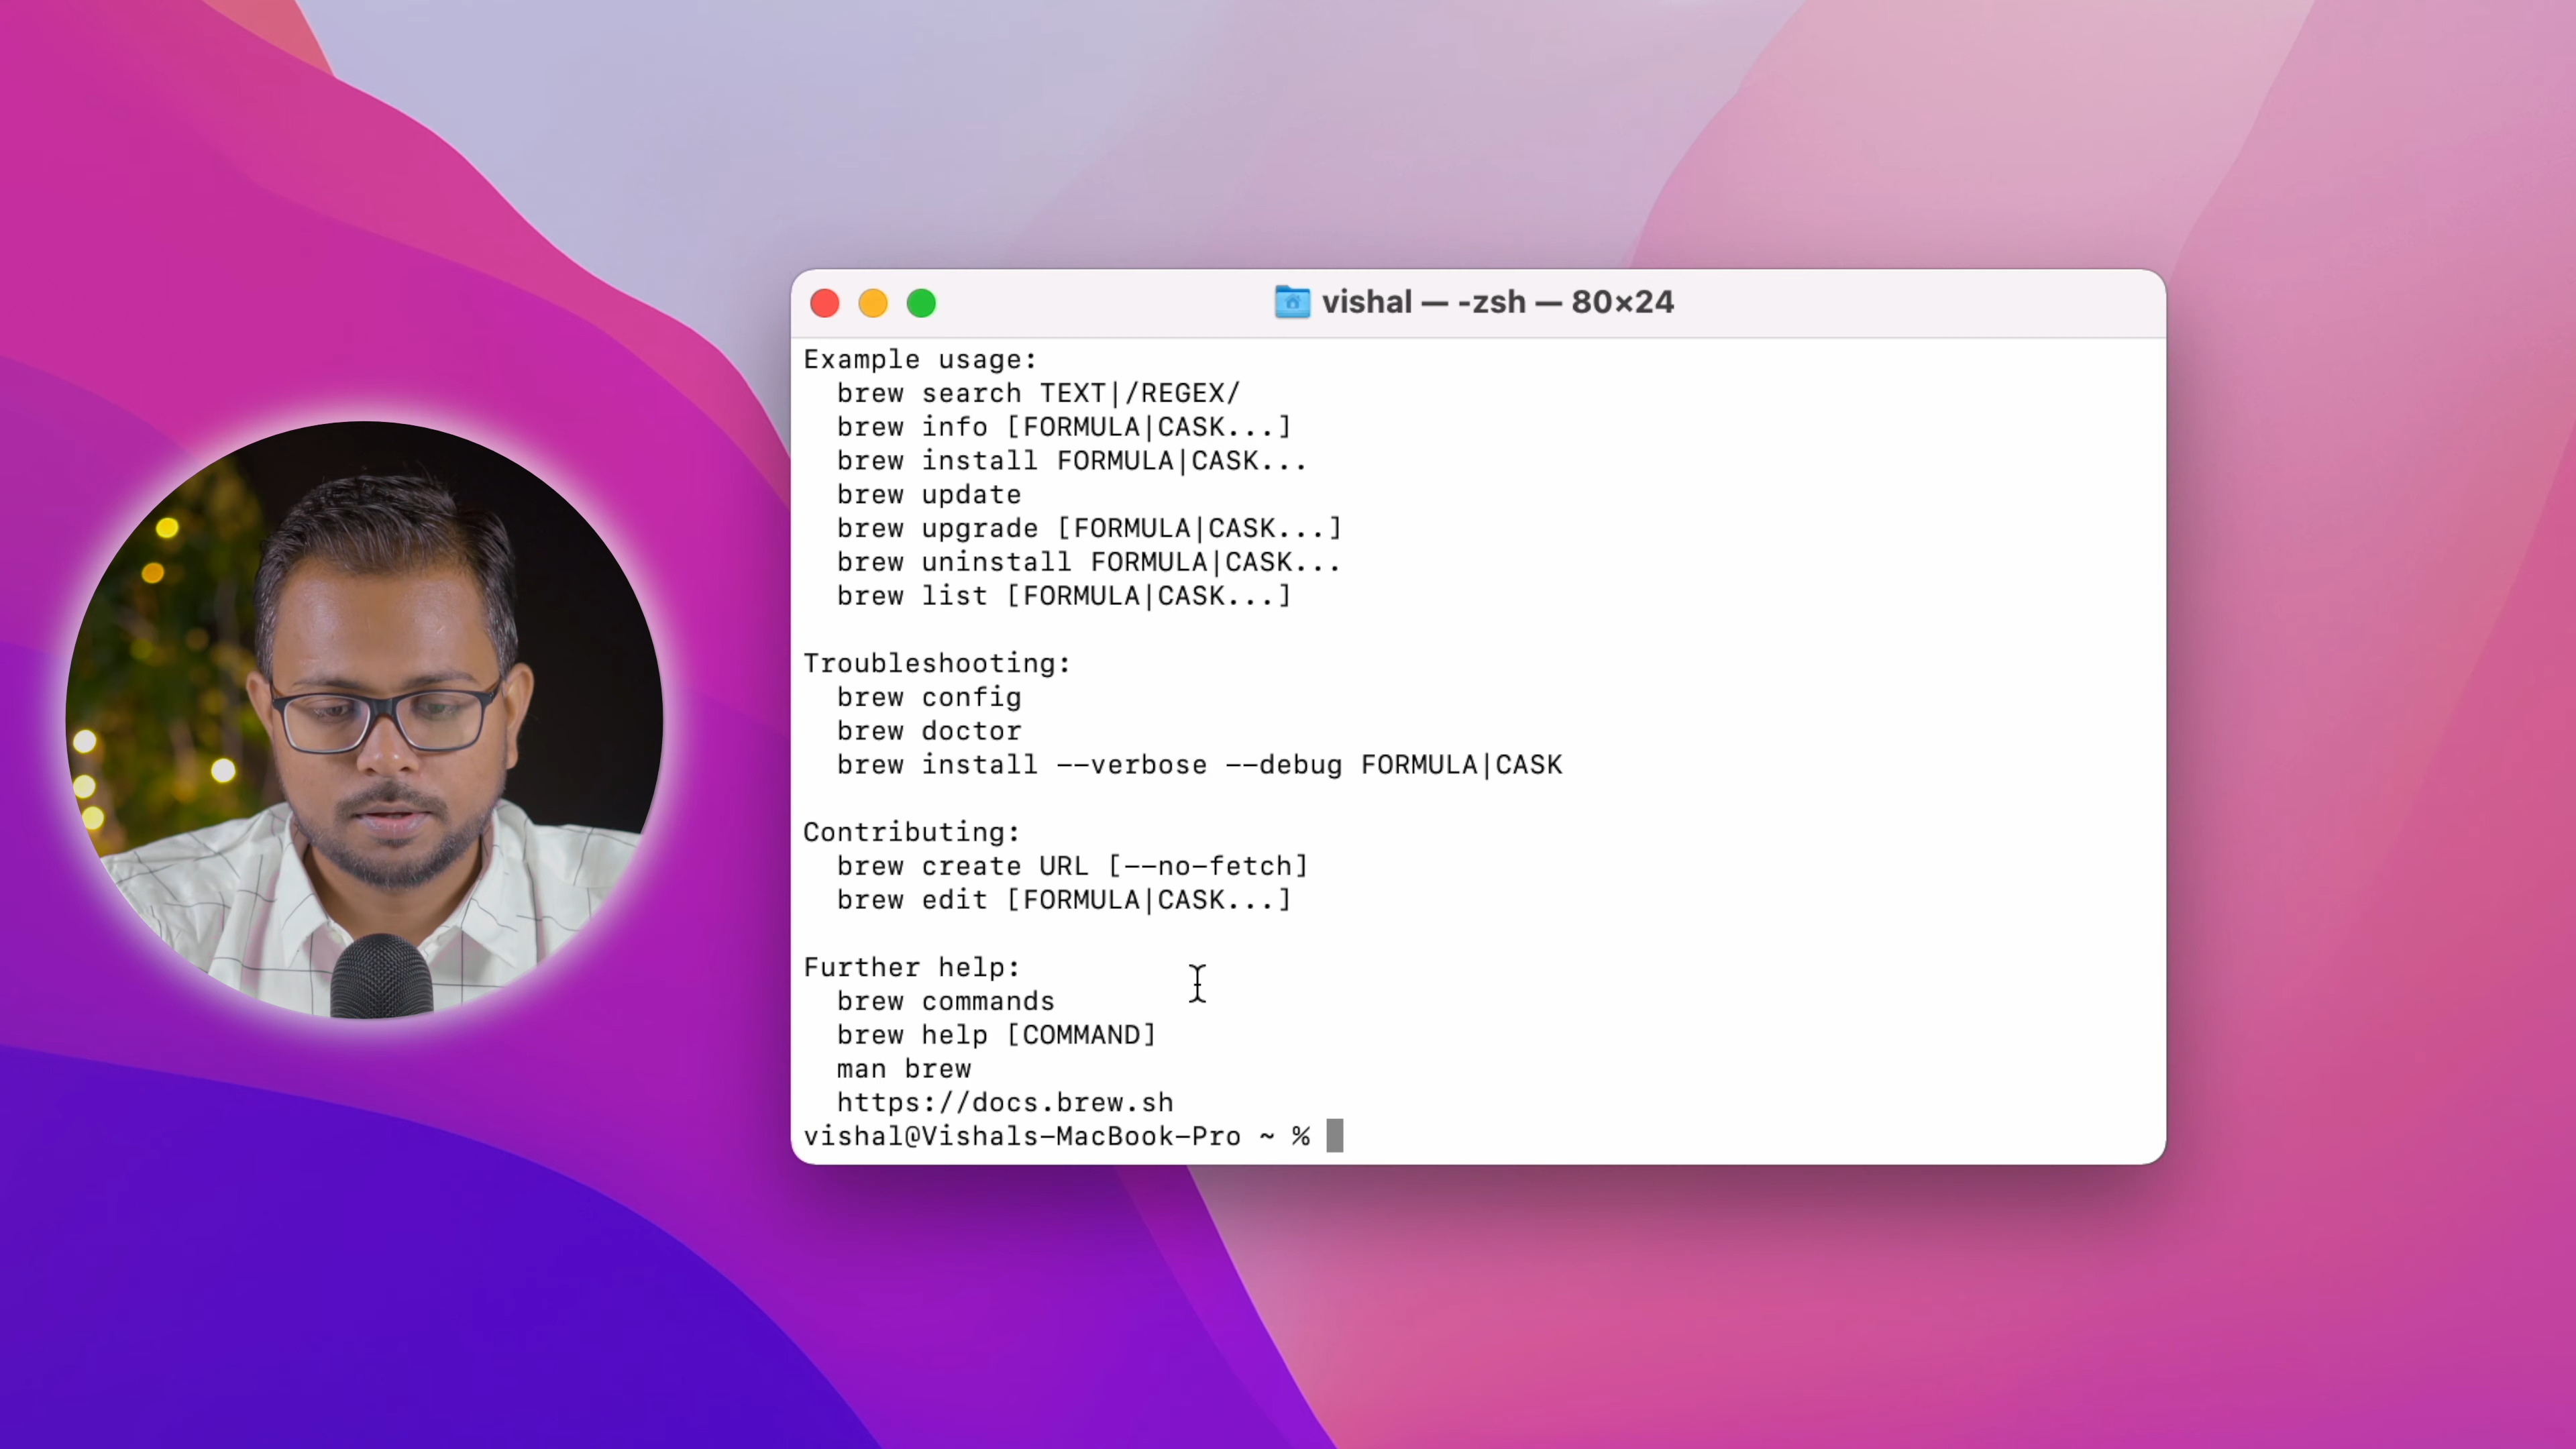 vishal — -zsh — 80×24
Example usage:
brew search TEXT|/REGEX/
brew info [FORMULA|CASK...]
brew install FORMULA|CASK...
brew update
brew upgrade [FORMULA|CASK...]
brew uninstall FORMULA|CASK...
brew list [FORMULA|CASK...]
Troubleshooting:
brew config
brew doctor
brew install --verbose --debug FORMULA|CASK
Contributing:
brew create URL [--no-fetch]
brew edit [FORMULA|CASK...]
Further help:
brew commands
brew help [COMMAND]
man brew
https://docs.brew.sh
vishal@Vishals-MacBook-Pro ~ %